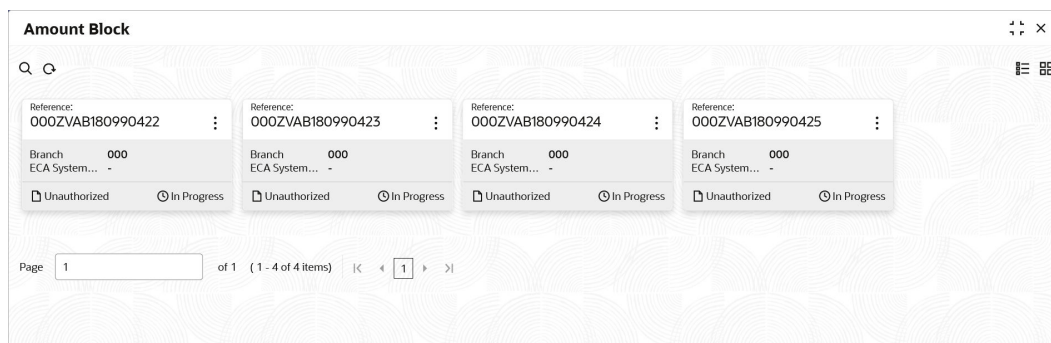 Amount Block
Reference: Reference: Reference: Reference:
000ZVAB180990422 000ZVAB180990423 000ZVAB180990424 000ZVAB180990425
Branch 000 Branch 000 Branch 000 Branch 000
ECA System... - ECA System... - ECA System... - ECA System... -
Unauthorized In Progress Unauthorized In Progress Unauthorized In Progress Unauthorized In Progress
Page 1 of 1 ( 1 - 4 of 4 items) 1